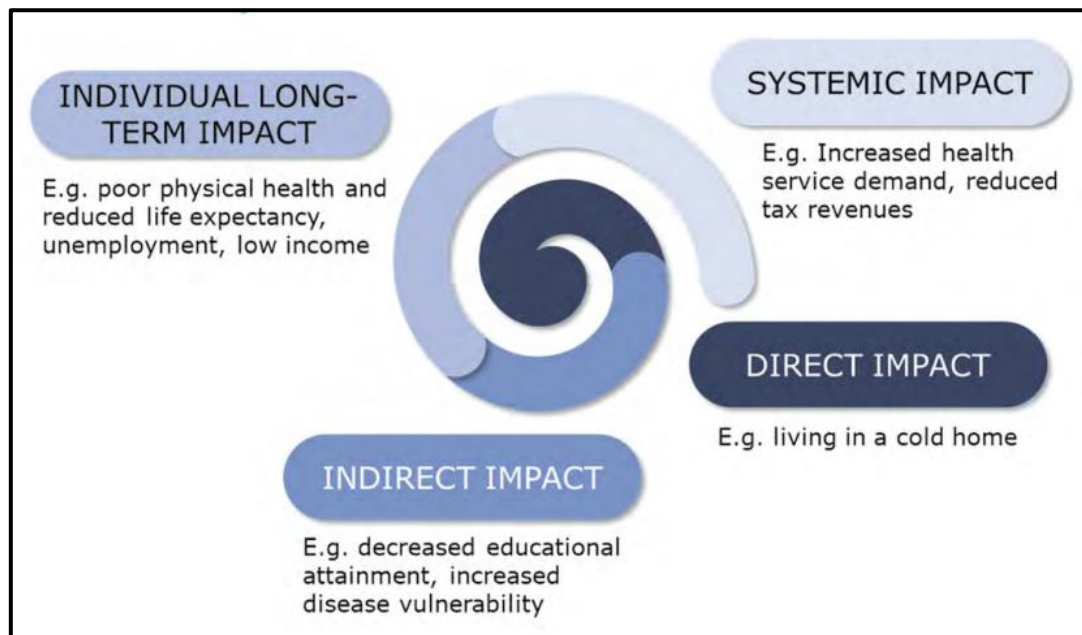 INDIVIDUAL LONG-
TERM IMPACT
E.g. poor physical health and
reduced life expectancy,
unemployment, low income
SYSTEMIC IMPACT
E.g. Increased health
service demand, reduced
tax revenues
DIRECT IMPACT
E.g. living in a cold home
INDIRECT IMPACT
E.g. decreased educational
attainment, increased
disease vulnerability